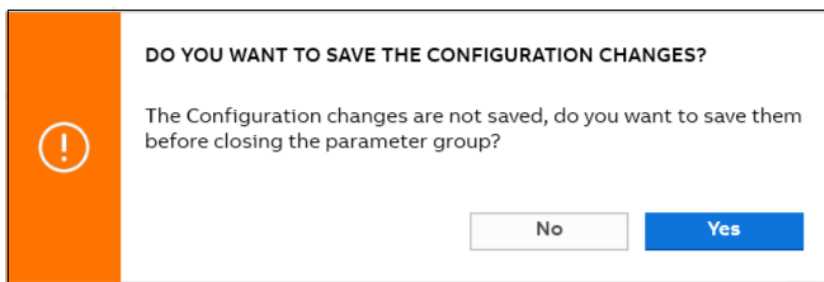 DO YOU WANT TO SAVE THE CONFIGURATION CHANGES?
The Configuration changes are not saved, do you want to save them
before closing the parameter group?
No
Yes